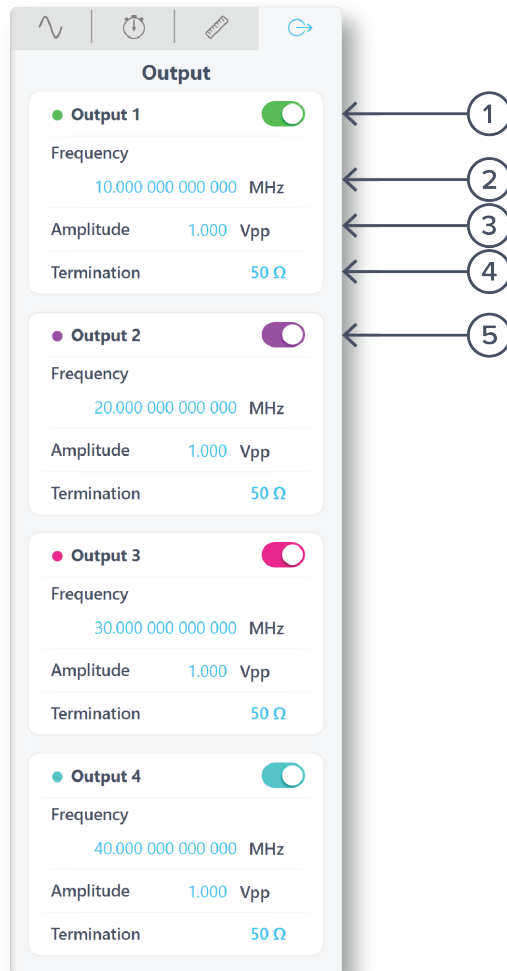 Output
Output 1
1
Frequency
10.000 000 000 000 MHz
2
Amplitude 1.000 Vpp
3
Termination 50 Ω
4
Output 2
5
Frequency
20.000 000 000 000 MHz
Amplitude 1.000 Vpp
Termination 50 Ω
Output 3
Frequency
30.000 000 000 000 MHz
Amplitude 1.000 Vpp
Termination 50 Ω
Output 4
Frequency
40.000 000 000 000 MHz
Amplitude 1.000 Vpp
Termination 50 Ω